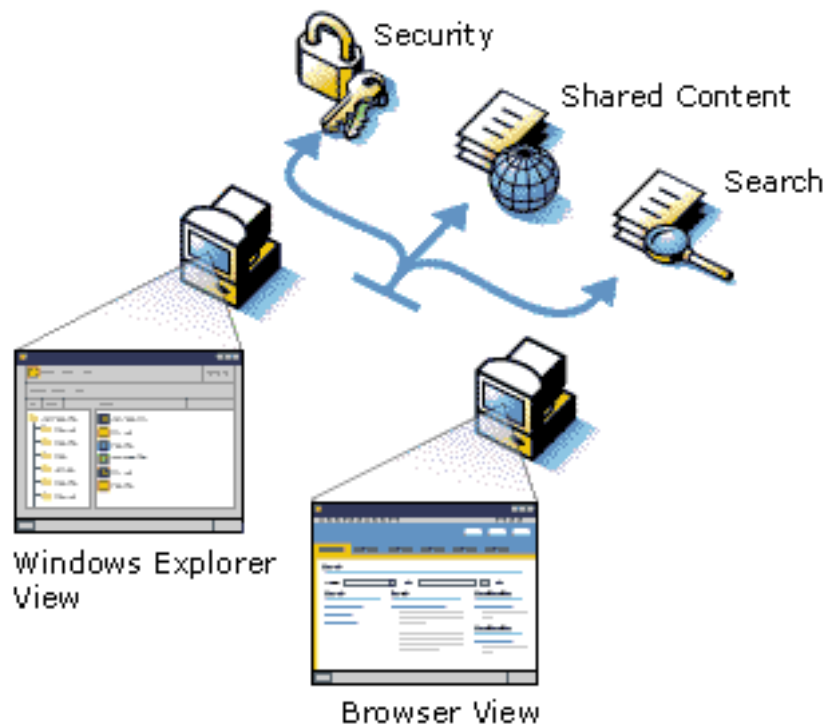 Security
Shared Content
Search
Windows Explorer
View
Browser View